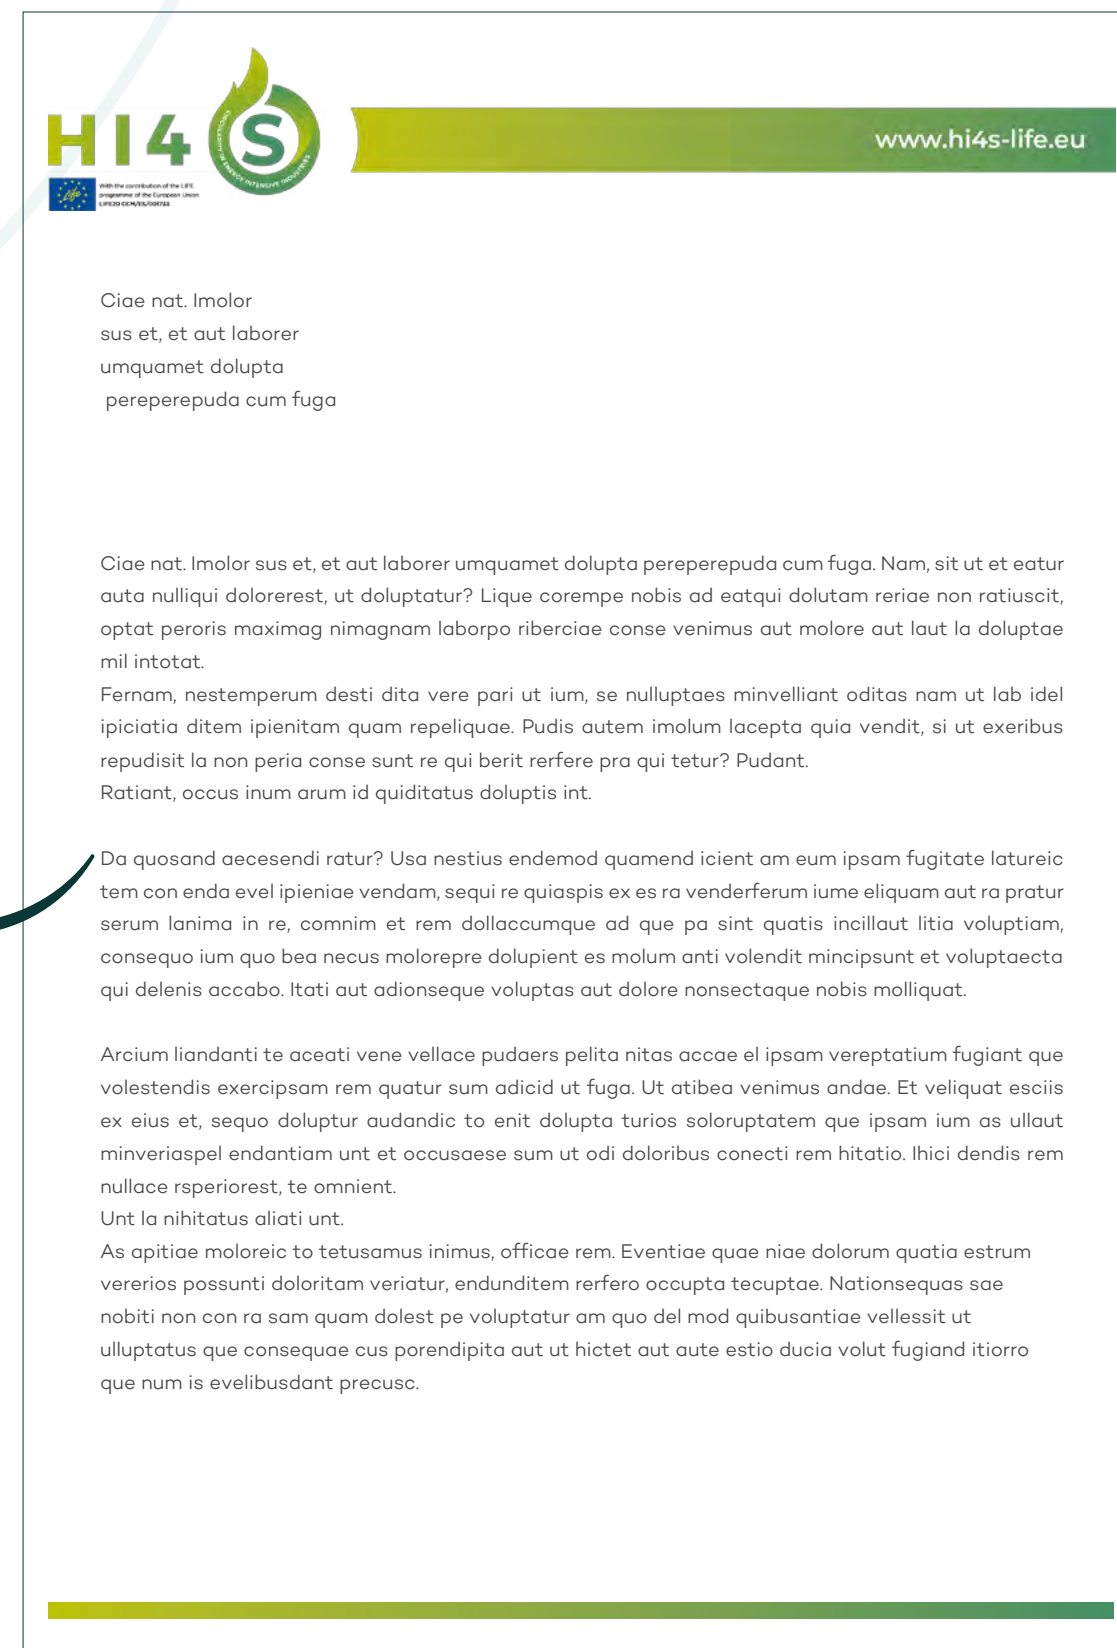 HI4S
CIRCULARITY IN ENERGY INTENSIVE INDUSTRIES
With the contribution of the LIFE
programme of the European Union
www.hi4s-life.eu
Ciae nat. Imolor
sus et, et aut laborer
umquamet dolupta
pereperepuda cum fuga
Ciae nat. Imolor sus et, et aut laborer umquamet dolupta pereperepuda cum fuga. Nam, sit ut et eatur
auta nulliqui dolorerest, ut doluptatur? Lique corempe nobis ad eatqui dolutam reriae non ratiuscit,
optat peroris maximag nimagnam laborpo riberciae conse venimus aut molore aut laut la doluptae
mil intotat.
Fernam, nestemperum desti dita vere pari ut ium, se nulluptaes minvelliant oditas nam ut lab idel
ipiciatia ditem ipienitam quam repeliquae. Pudis autem imolum lacepta quia vendit, si ut exeribus
repudisit la non peria conse sunt re qui berit rerfere pra qui tetur? Pudant.
Ratiant, occus inum arum id quiditatus doluptis int.
Da quosand aecesendi ratur? Usa nestius endemod quamend icient am eum ipsam fugitate latureic
tem con enda evel ipieniae vendam, sequi re quiaspis ex es ra venderferum iume eliquam aut ra pratur
serum lanima in re, comnim et rem dollaccumque ad que pa sint quatis incillaut litia voluptiam,
consequo ium quo bea necus molorepre dolupient es molum anti volendit mincipsunt et voluptaecta
qui delenis accabo. Itati aut adionseque voluptas aut dolore nonsectaque nobis molliquat.
Arcium liandanti te aceati vene vellace pudaers pelita nitas accae el ipsam vereptatium fugiant que
volestendis exercipsam rem quatur sum adicid ut fuga. Ut atibea venimus andae. Et veliquat esciis
ex eius et, sequo doluptur audandic to enit dolupta turios soloruptatem que ipsam ium as ullaut
minveriaspel endantiam unt et occusaese sum ut odi doloribus conecti rem hitatio. Ihici dendis rem
nullace rsperiorest, te omnient.
Unt la nihitatus aliati unt.
As apitiae moloreic to tetusamus inimus, officae rem. Eventiae quae niae dolorum quatia estrum
vererios possunti doloritam veriatur, endunditem rerfero occupta tecuptae. Nationsequas sae
nobiti non con ra sam quam dolest pe voluptatur am quo del mod quibusantiae vellessit ut
ulluptatus que consequae cus porendipita aut ut hictet aut aute estio ducia volut fugiand itiorro
que num is evelibusdant precusc.